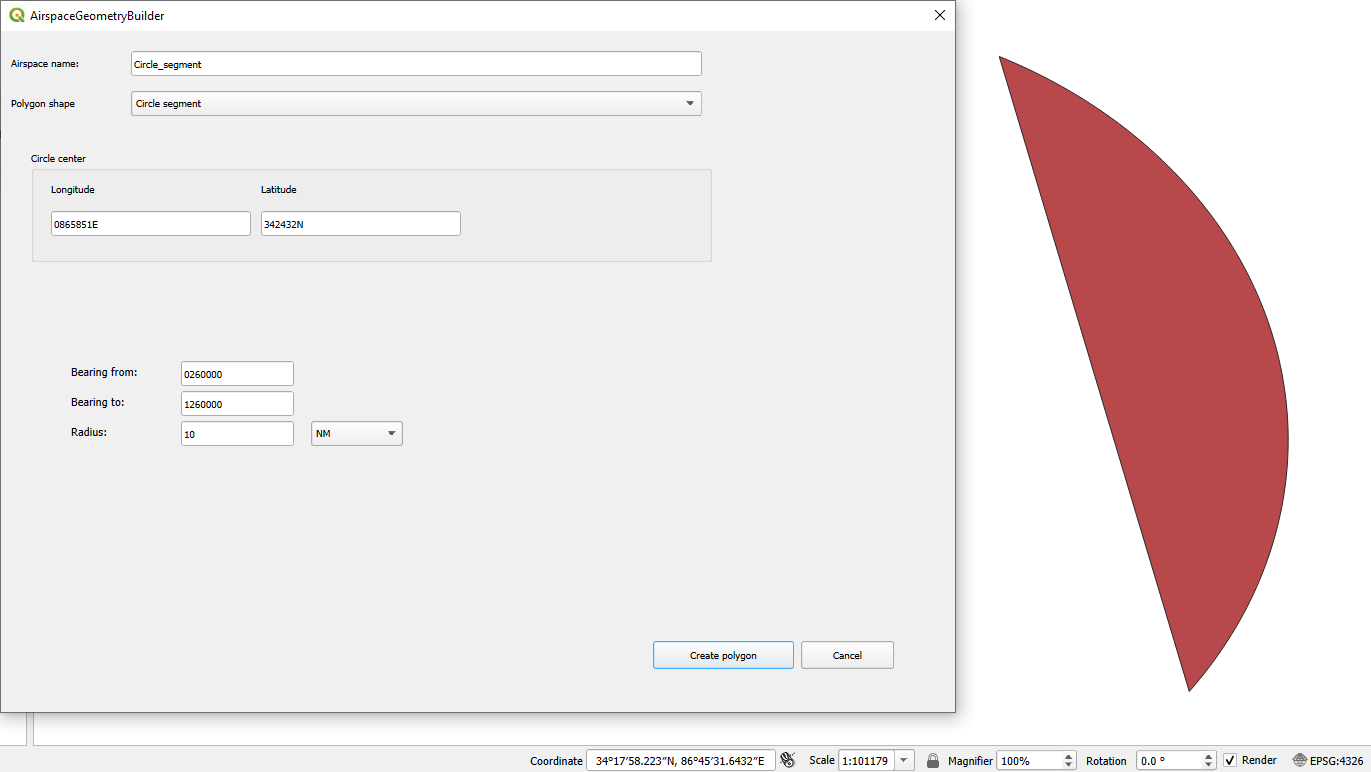 AirspaceGeometryBuilder
Airspace name: Circle_segment
Polygon shape Circle segment
Circle center
Longitude Latitude
0865851E 342432N
Bearing from: 0260000
Bearing to: 1260000
Radius: 10 NM
Create polygon Cancel
Coordinate 34°17′58.223″N, 86°45′31.6432″E Scale 1:101179 Magnifier 100% Rotation 0.0 ° Render EPSG:4326